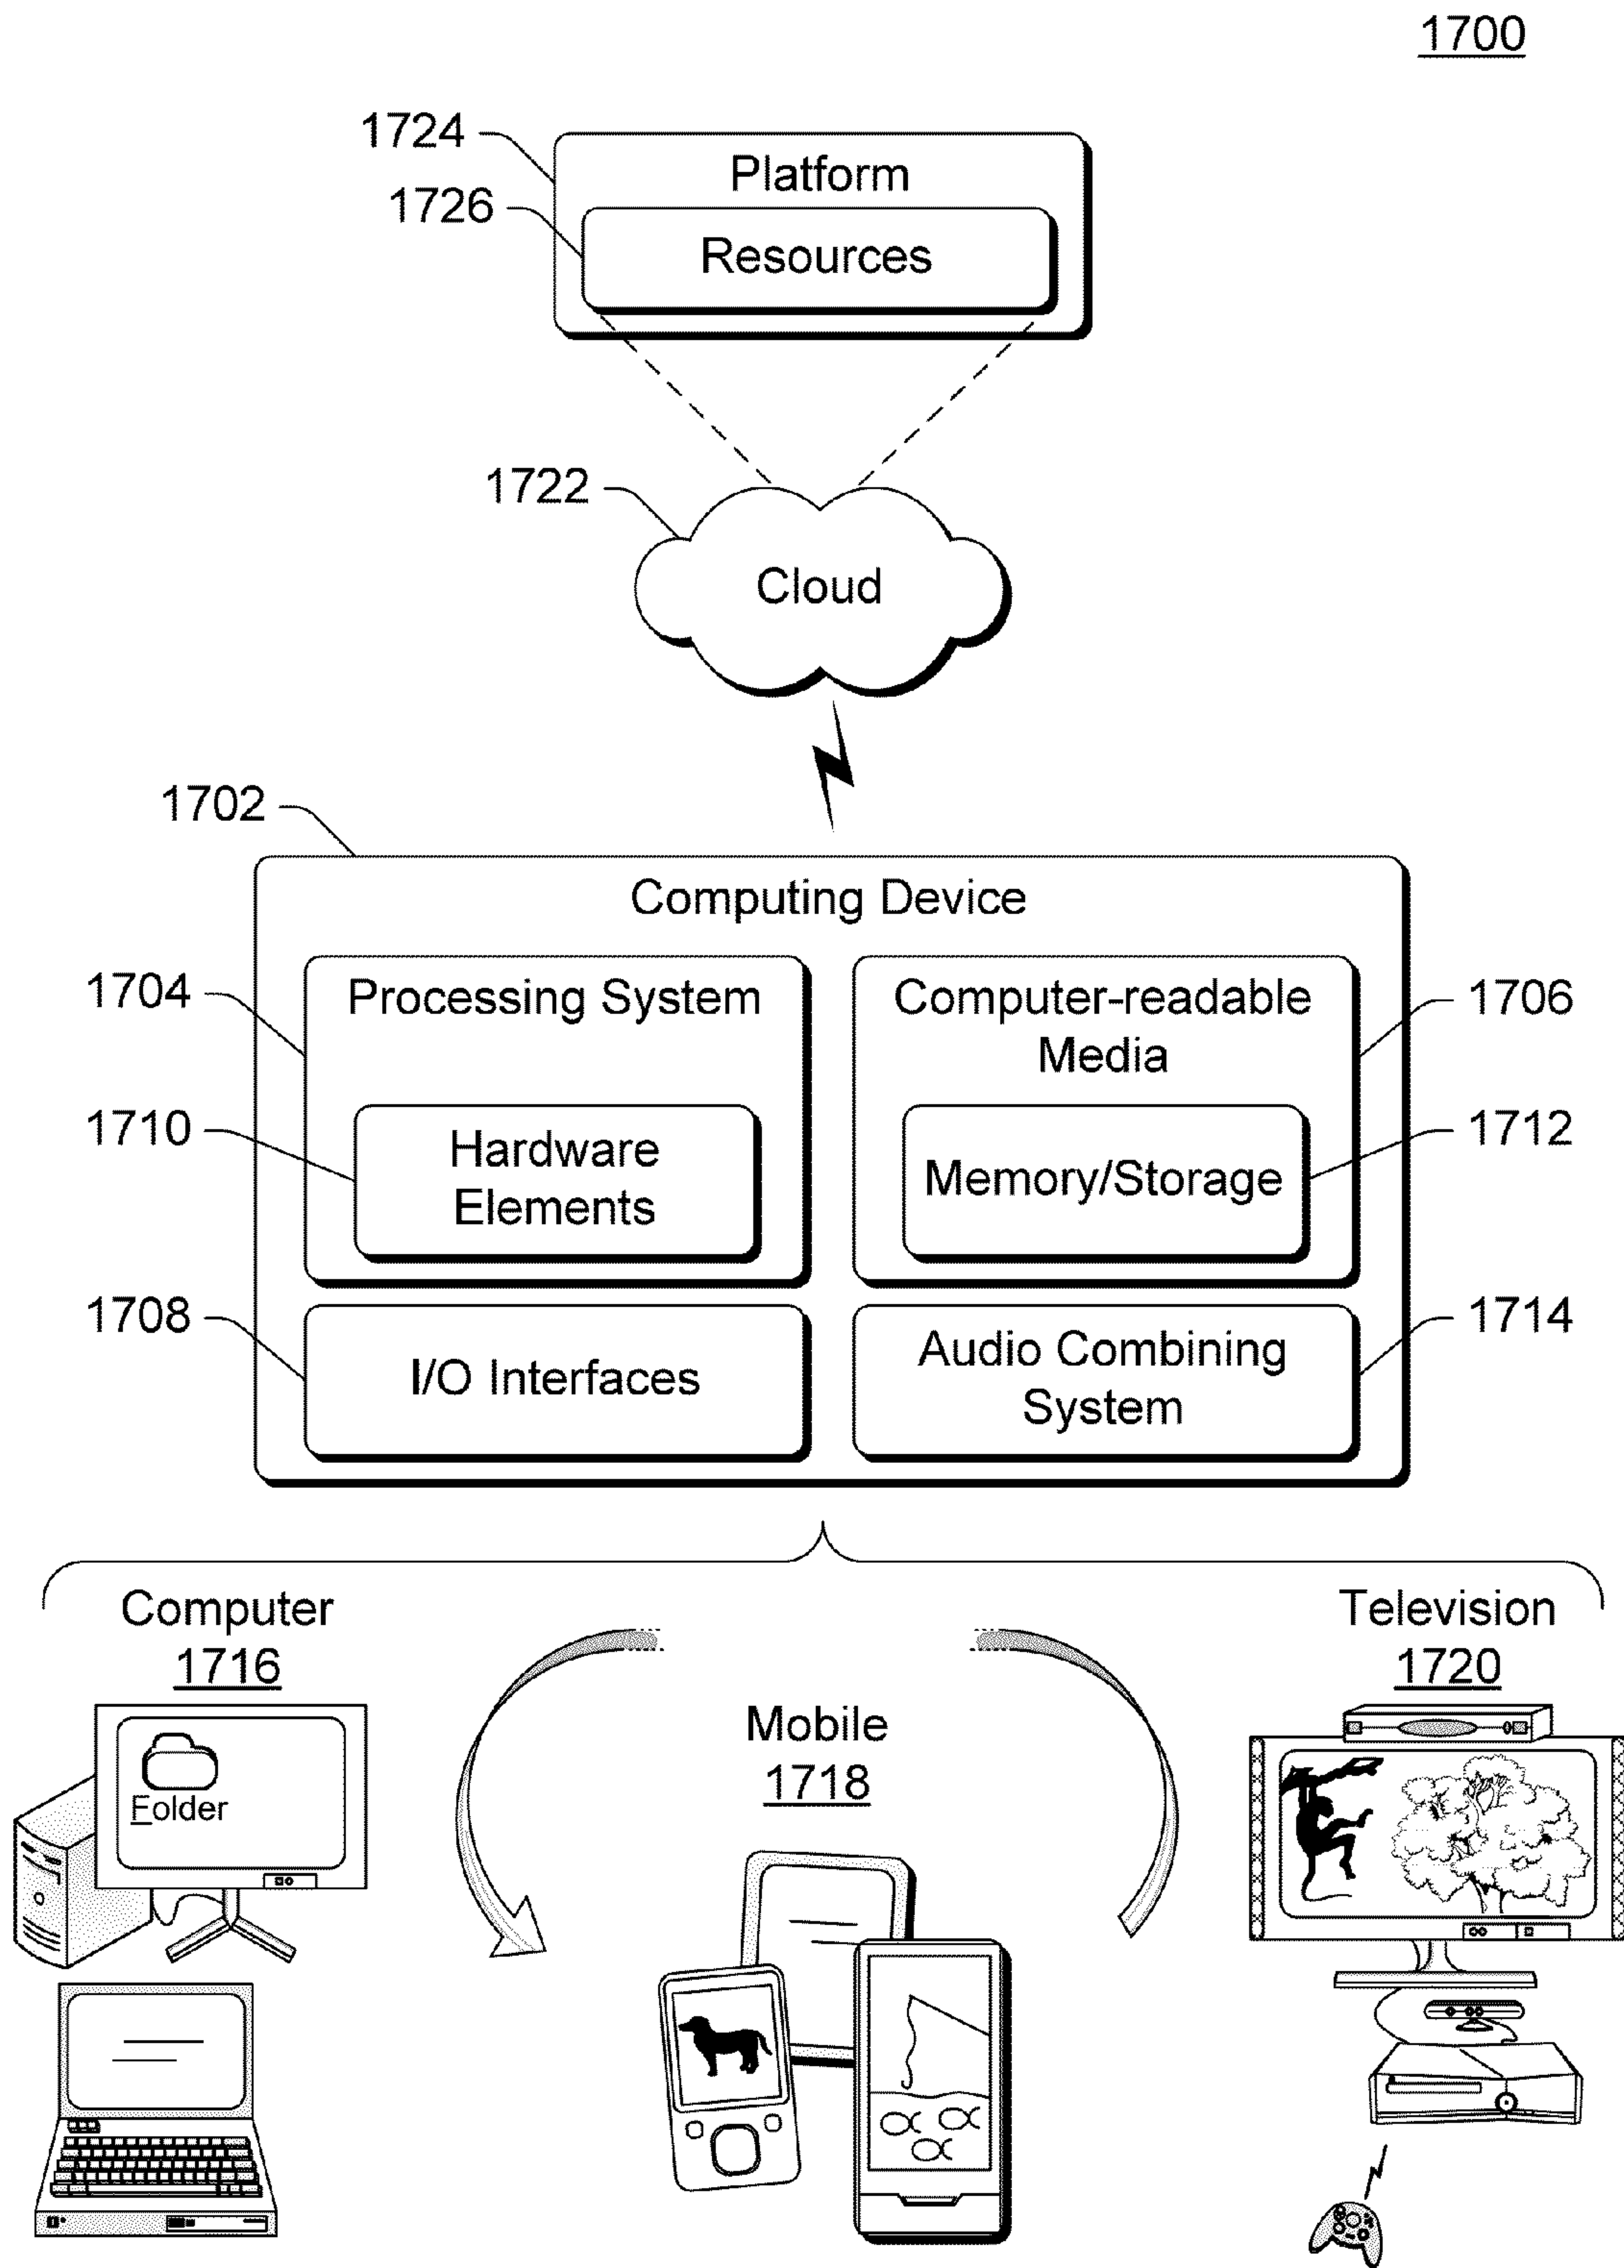 1700
1724
Platform
1726
Resources
1722
Cloud
1702
Computing Device
1704
Processing System
Computer-readable
Media
1706
1710
Hardware
Elements
Memory/Storage
1712
1708
I/O Interfaces
Audio Combining
System
1714
Computer
1716
Mobile
1718
Television
1720
Folder